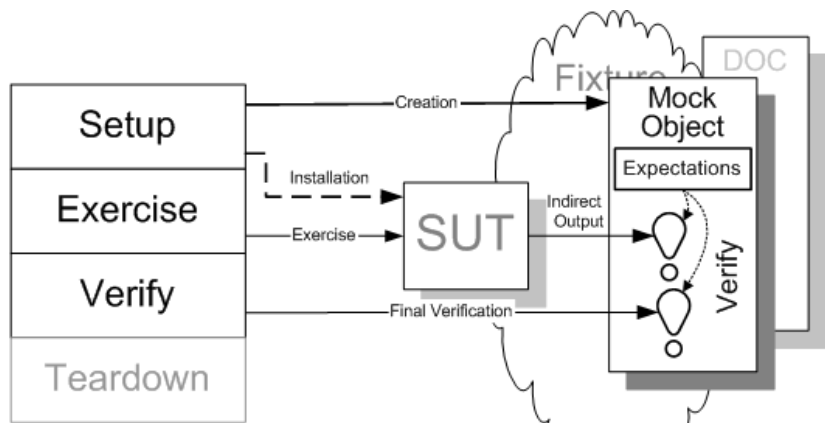 Setup
Exercise
Verify
Teardown
Creation
Installation
Exercise
Final Verification
SUT
Indirect
Output
Fixture
DOC
Mock
Object
Expectations
Verify